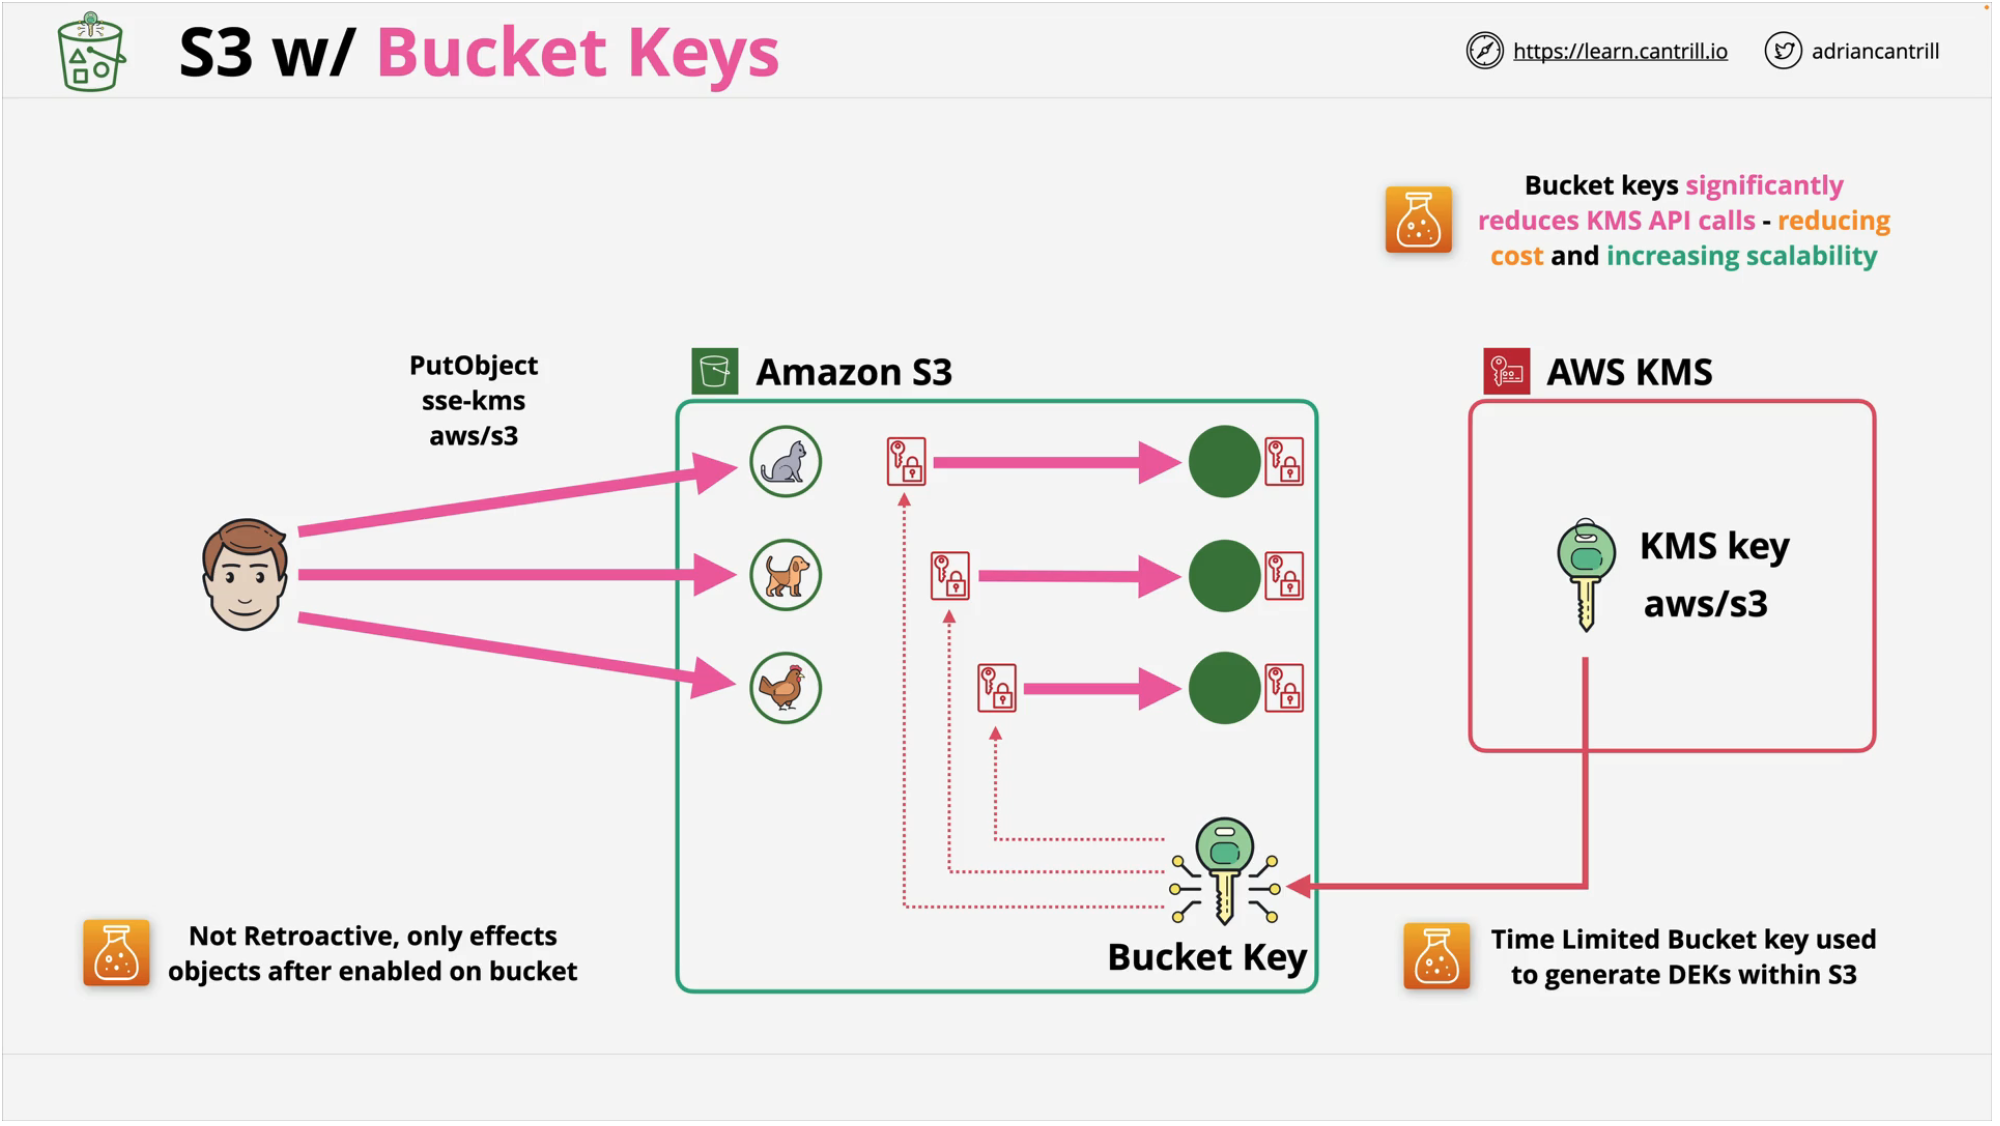 S3 w/ Bucket Keys
https://learn.cantrill.io
adriancantrill
Bucket keys significantly
reduces KMS API calls - reducing
cost and increasing scalability
PutObject
sse-kms
aws/s3
Amazon S3
AWS KMS
KMS key
aws/s3
Bucket Key
Not Retroactive, only effects
objects after enabled on bucket
Time Limited Bucket key used
to generate DEKs within S3